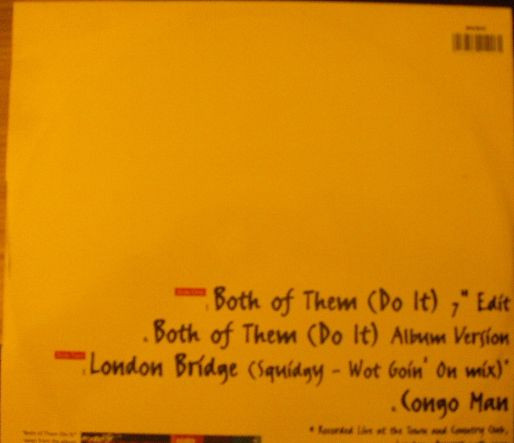 Both of Them (Do It) 7" Edit
Both of Them (Do It) Album Version
London Bridge (Squidgy - Wot Goin' On mix)*
Congo Man
* Recorded Live at the Town and Country Club,